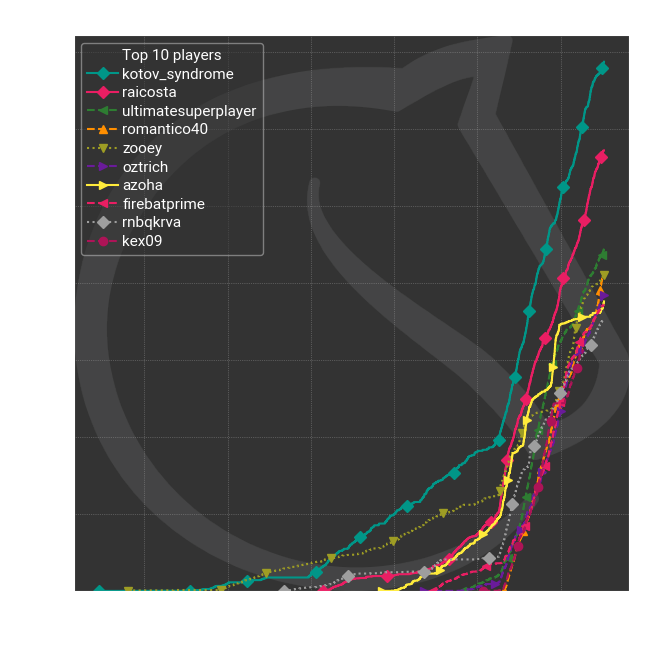 Top 10 players
kotov_syndrome
raicosta
ultimatesuperplayer
romantico40
zooey
oztrich
azoha
firebatprime
rnbqkrva
kex09